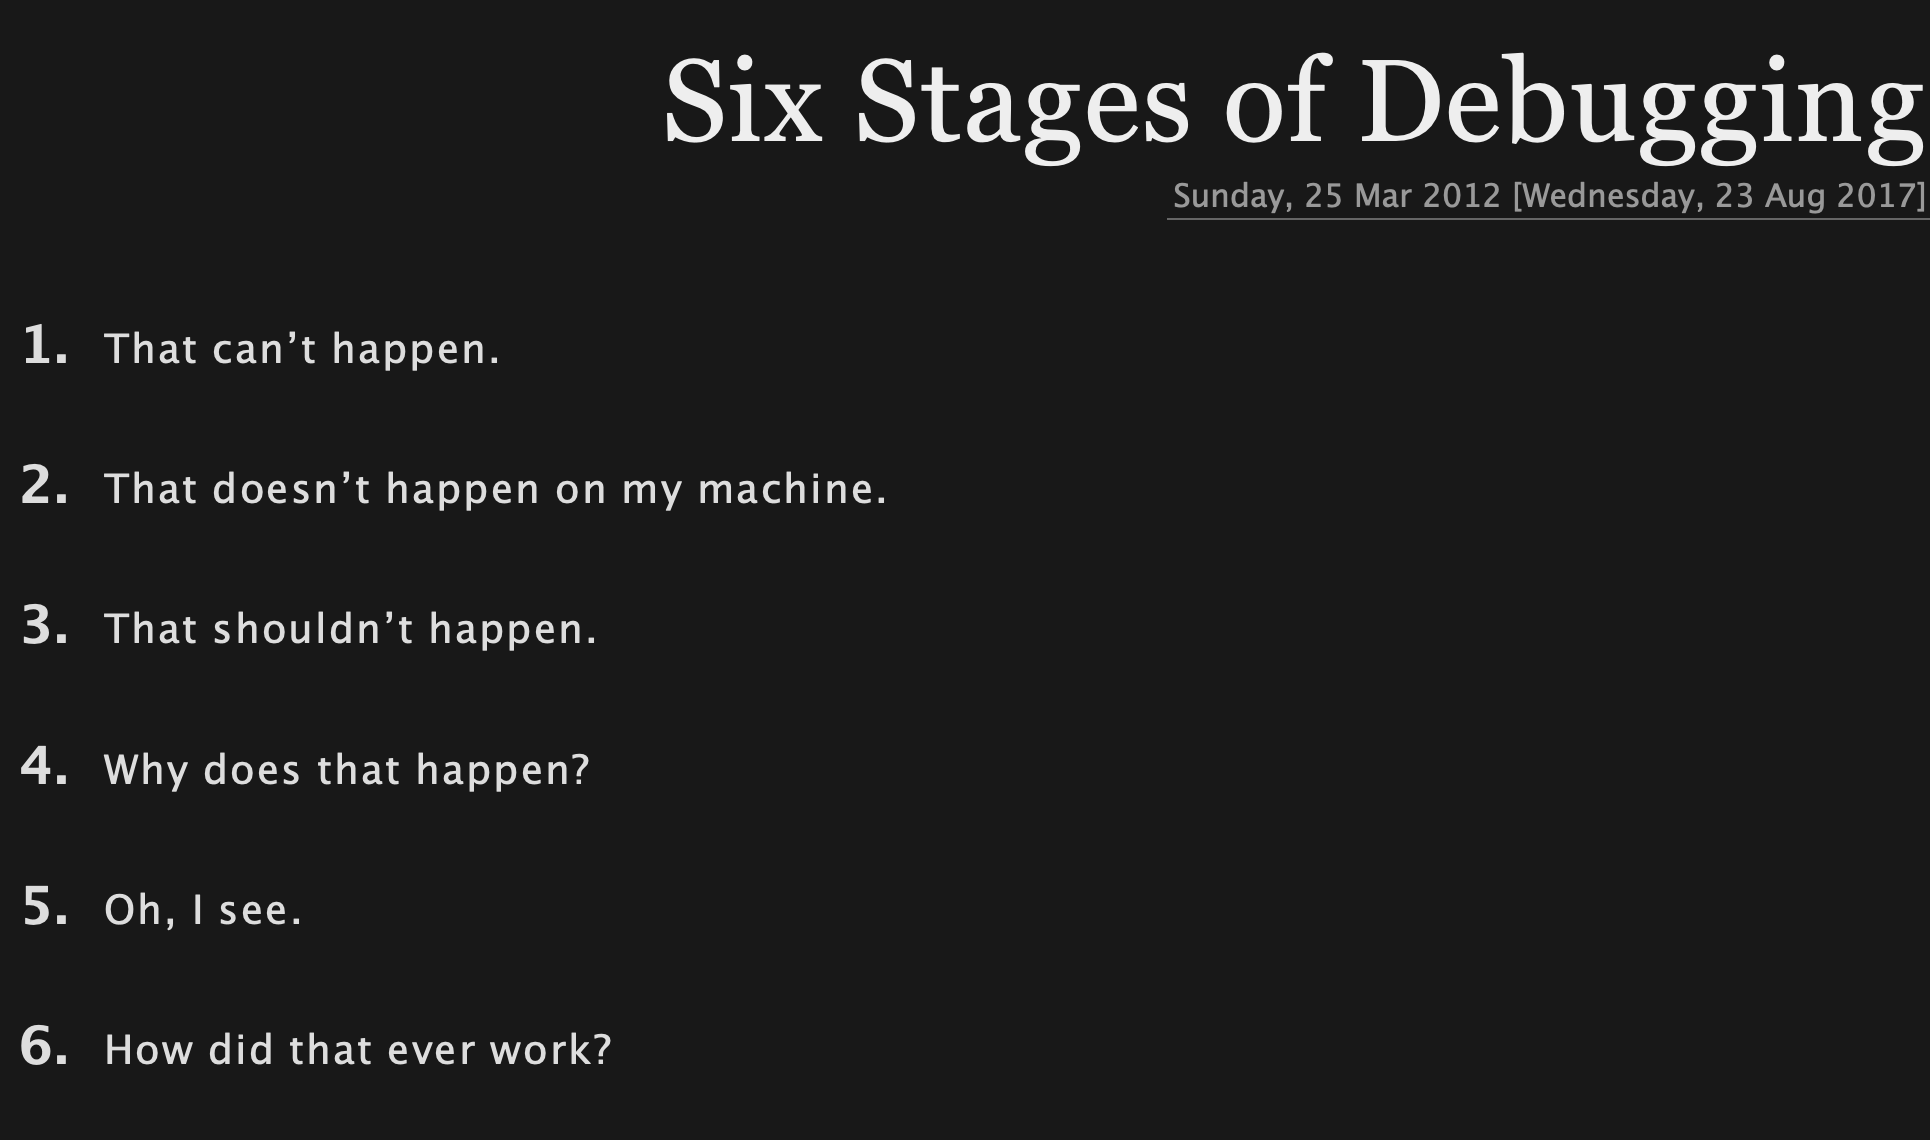 Six Stages of Debugging
Sunday, 25 Mar 2012 [Wednesday, 23 Aug 2017]
1. That can’t happen.
2. That doesn’t happen on my machine.
3. That shouldn’t happen.
4. Why does that happen?
5. Oh, I see.
6. How did that ever work?